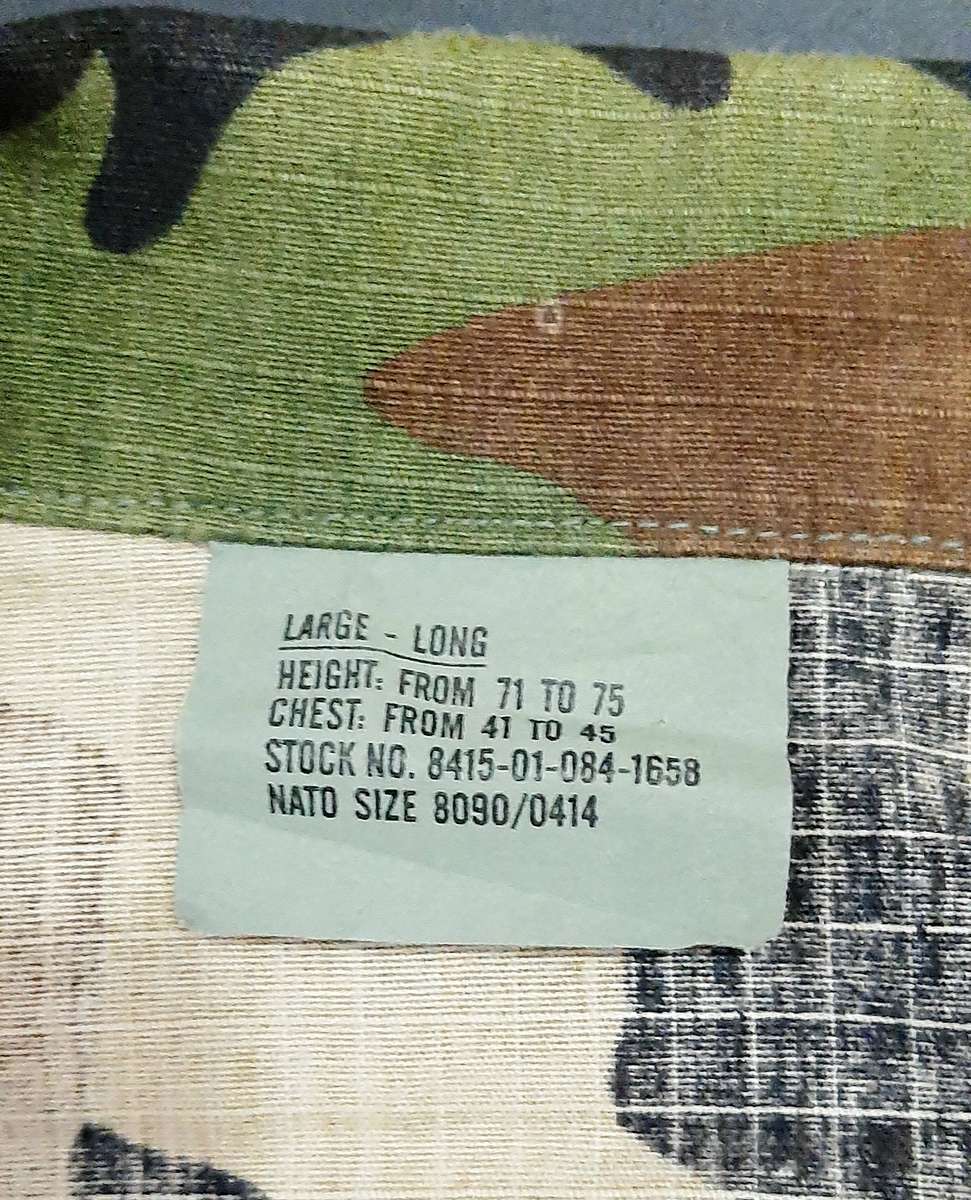 LARGE - LONG
HEIGHT: FROM 71 TO 75
CHEST: FROM 41 TO 45
STOCK NO. 8415-01-084-1658
NATO SIZE 8090/0414